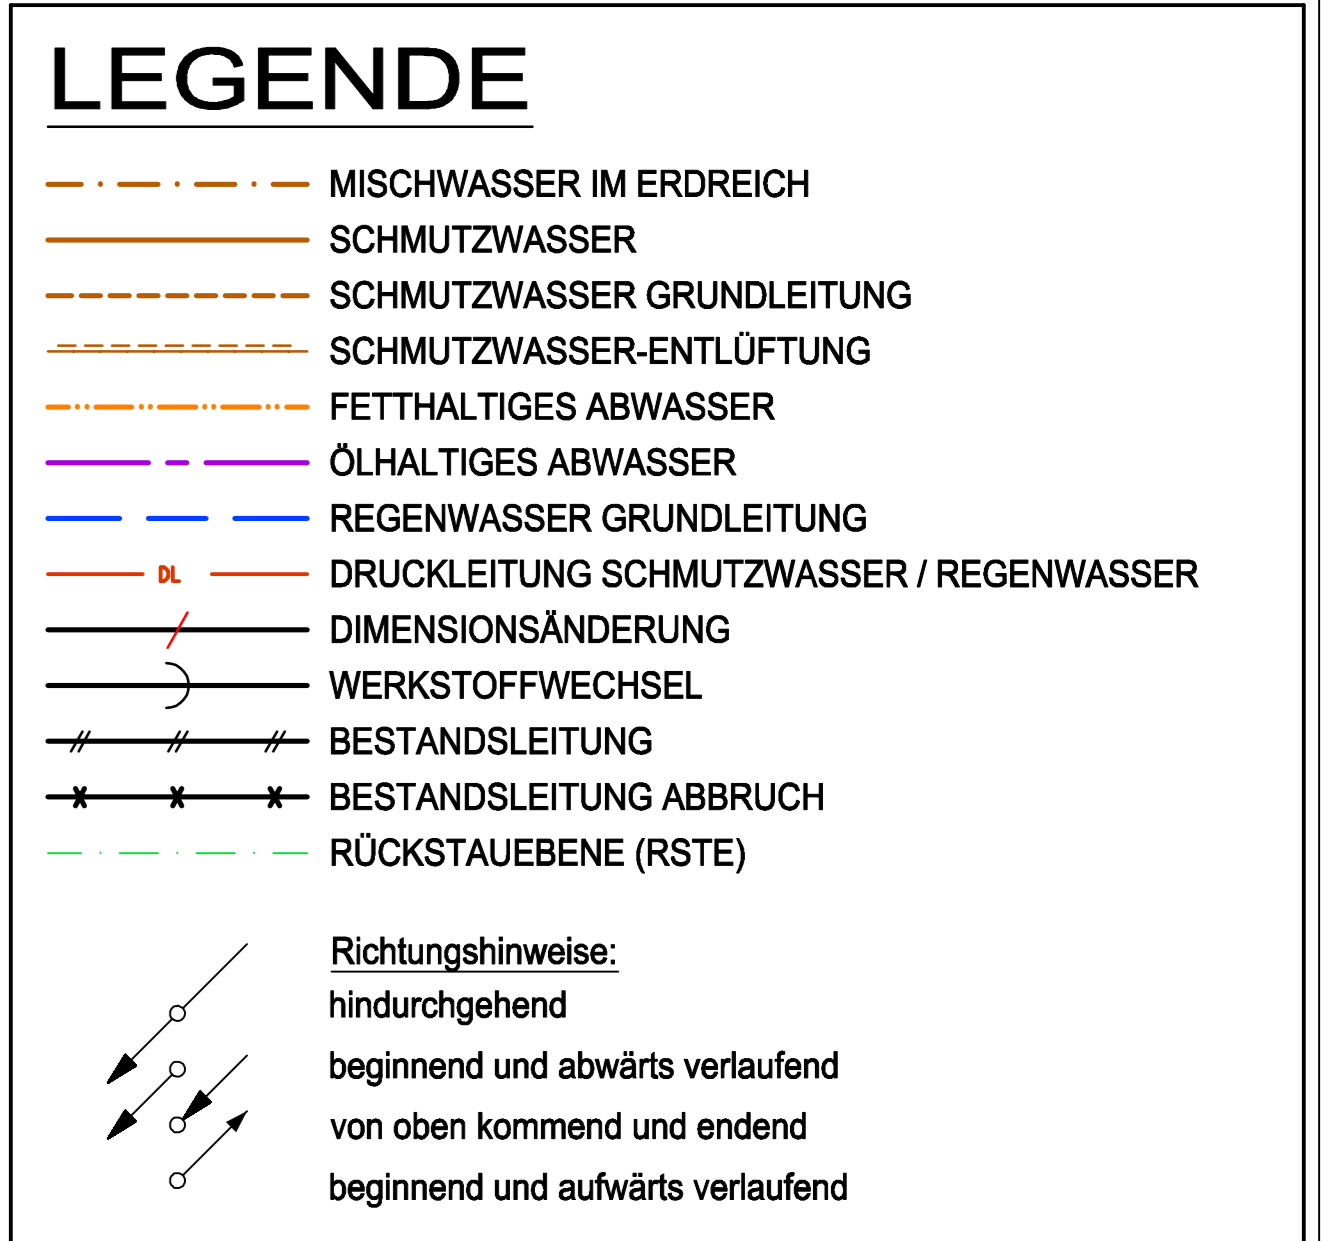 LEGENDE
MISCHWASSER IM ERDREICH
SCHMUTZWASSER
SCHMUTZWASSER GRUNDLEITUNG
SCHMUTZWASSER-ENTLÜFTUNG
FETTHALTIGES ABWASSER
ÖLHALTIGES ABWASSER
REGENWASSER GRUNDLEITUNG
DL DRUCKLEITUNG SCHMUTZWASSER / REGENWASSER
DIMENSIONSÄNDERUNG
WERKSTOFFWECHSEL
BESTANDSLEITUNG
BESTANDSLEITUNG ABBRUCH
RÜCKSTAUEBENE (RSTE)
Richtungshinweise:
hindurchgehend
beginnend und abwärts verlaufend
von oben kommend und endend
beginnend und aufwärts verlaufend